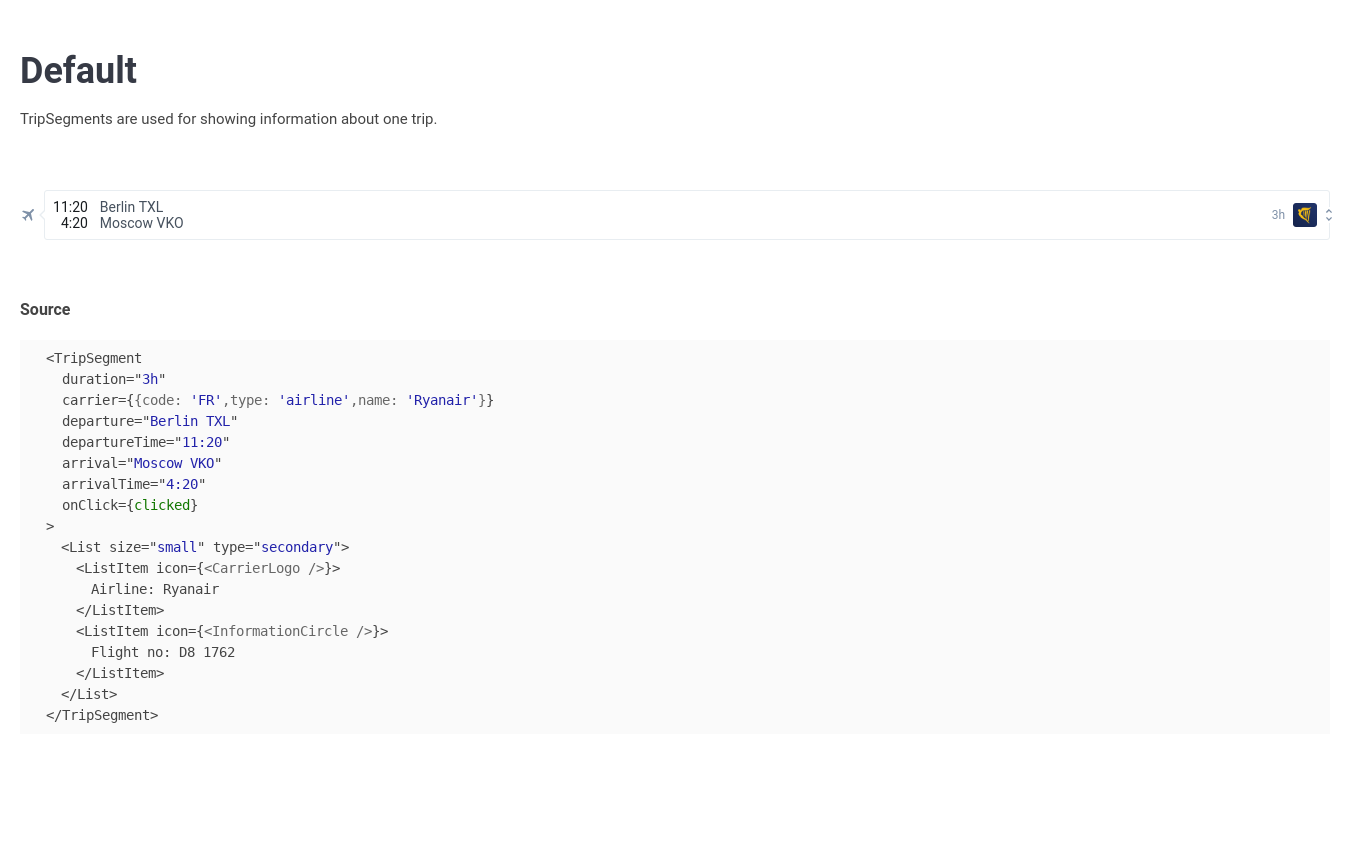 Default
TripSegments are used for showing information about one trip.
11:20 Berlin TXL
4:20 Moscow VKO
3h
Source
<TripSegment
duration="3h"
carrier={{code: 'FR',type: 'airline',name: 'Ryanair'}}
departure="Berlin TXL"
departureTime="11:20"
arrival="Moscow VKO"
arrivalTime="4:20"
onClick={clicked}
>
<List size="small" type="secondary">
<ListItem icon={<CarrierLogo />}>
Airline: Ryanair
</ListItem>
<ListItem icon={<InformationCircle />}>
Flight no: D8 1762
</ListItem>
</List>
</TripSegment>